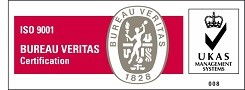 ISO 9001
BUREAU VERITAS
Certification
BUREAU VERITAS
1828
UKAS
MANAGEMENT
SYSTEMS
008